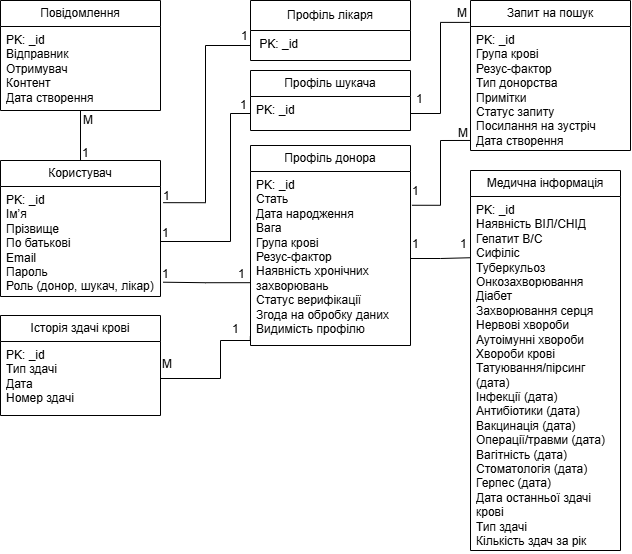 Повідомлення
PK: _id
Відправник
Отримувач
Контент
Дата створення
M
1
Користувач
PK: _id
Ім'я
Прізвище
По батькові
Email
Пароль
Роль (донор, шукач, лікар)
1
1
1
Історія здачі крові
PK: _id
Тип здачі
Дата
Номер здачі
M
1
Профіль лікаря
PK: _id
1
Профіль шукача
PK: _id
1
1
Профіль донора
PK: _id
Стать
Дата народження
Вага
Група крові
Резус-фактор
Наявність хронічних
захворювань
Статус верифікації
Згода на обробку даних
Видимість профілю
1
1
1
1
M
M
Запит на пошук
PK: _id
Група крові
Резус-фактор
Тип донорства
Примітки
Статус запиту
Посилання на зустріч
Дата створення
Медична інформація
PK: _id
Наявність ВІЛ/СНІД
Гепатит B/C
Сифіліс
Туберкульоз
Онкозахворювання
Діабет
Захворювання серця
Нервові хвороби
Аутоімунні хвороби
Хвороби крові
Татуювання/пірсинг
(дата)
Інфекції (дата)
Антибіотики (дата)
Вакцинація (дата)
Операції/травми (дата)
Вагітність (дата)
Стоматологія (дата)
Герпес (дата)
Дата останньої здачі
крові
Тип здачі
Кількість здач за рік